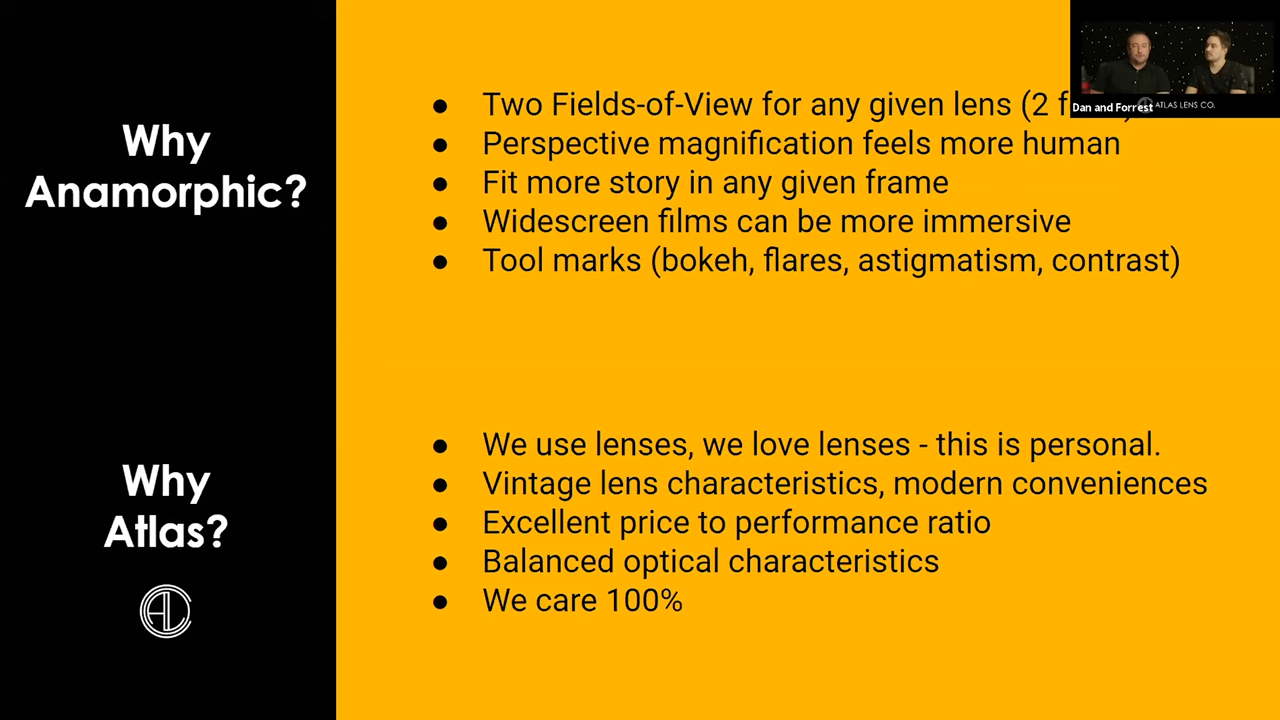 Why
Anamorphic?
Two Fields-of-View for any given lens (2 f
Perspective magnification feels more human
Fit more story in any given frame
Widescreen films can be more immersive
Tool marks (bokeh, flares, astigmatism, contrast)
Dan and Forrest
ATLAS LENS CO.
Why
Atlas?
We use lenses, we love lenses - this is personal.
Vintage lens characteristics, modern conveniences
Excellent price to performance ratio
Balanced optical characteristics
We care 100%